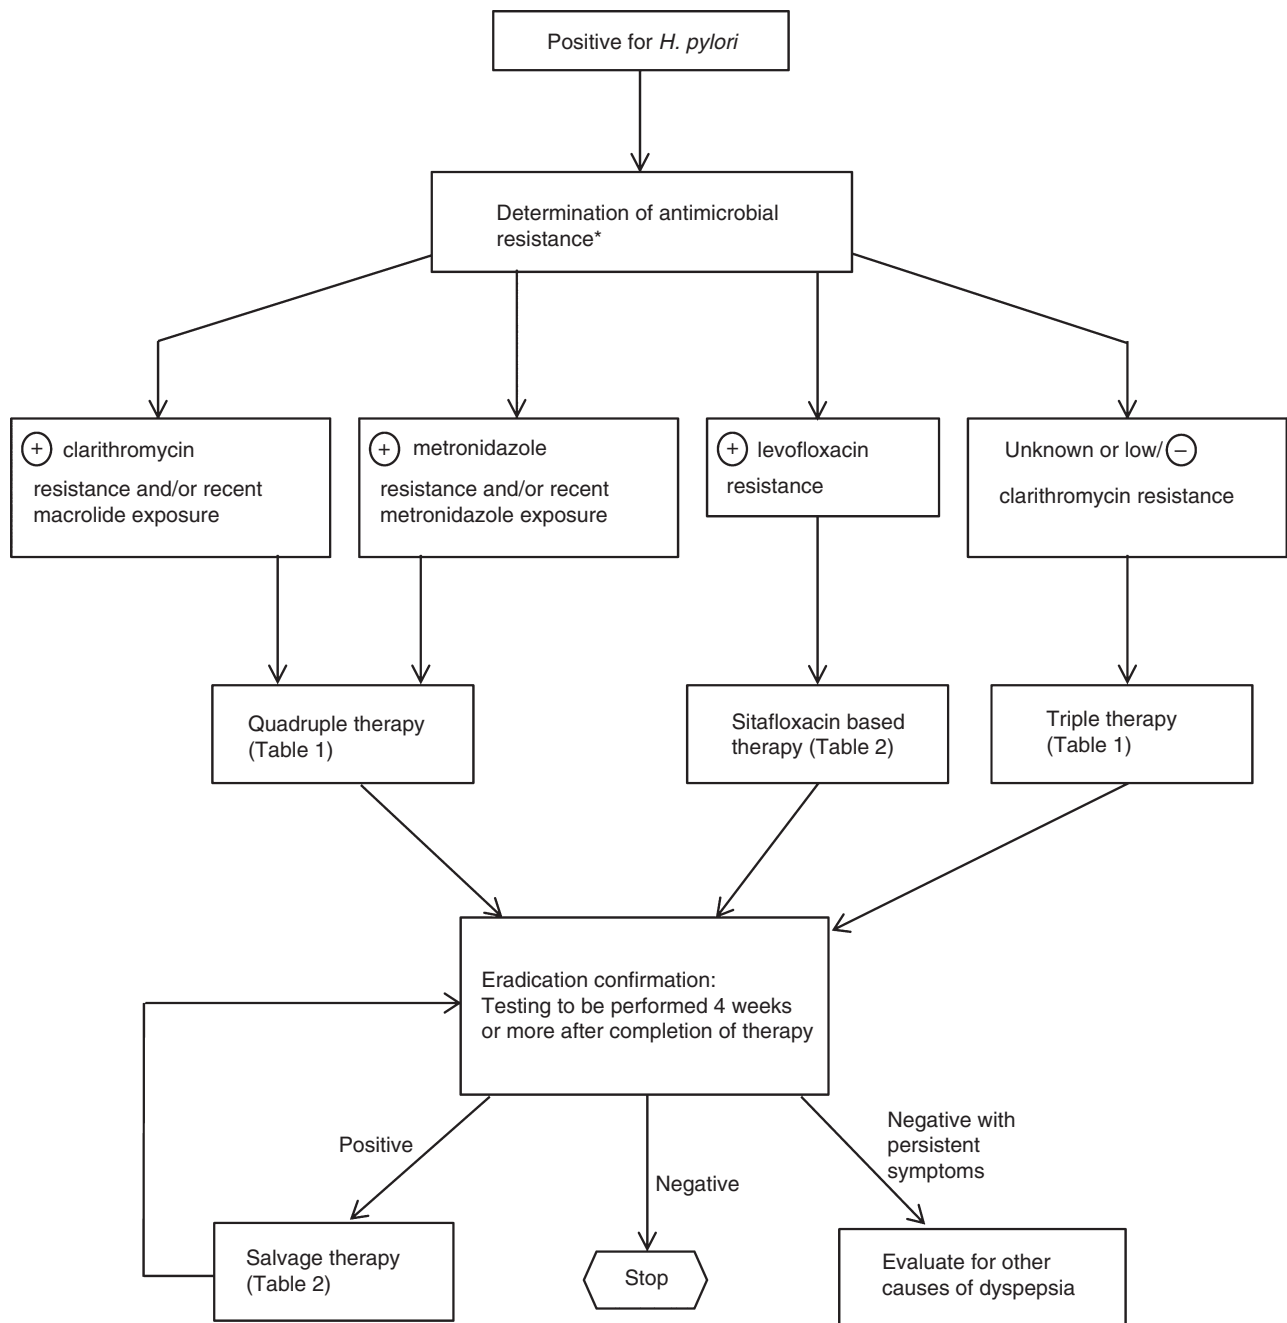 Positive for H. pylori
Determination of antimicrobial
resistance*
+ clarithromycin
resistance and/or recent
macrolide exposure
+ metronidazole
resistance and/or recent
metronidazole exposure
+ levofloxacin
resistance
Unknown or low/ −
clarithromycin resistance
Quadruple therapy
(Table 1)
Sitafloxacin based
therapy (Table 2)
Triple therapy
(Table 1)
Eradication confirmation:
Testing to be performed 4 weeks
or more after completion of therapy
Positive
Negative
Negative with
persistent
symptoms
Salvage therapy
(Table 2)
Stop
Evaluate for other
causes of dyspepsia